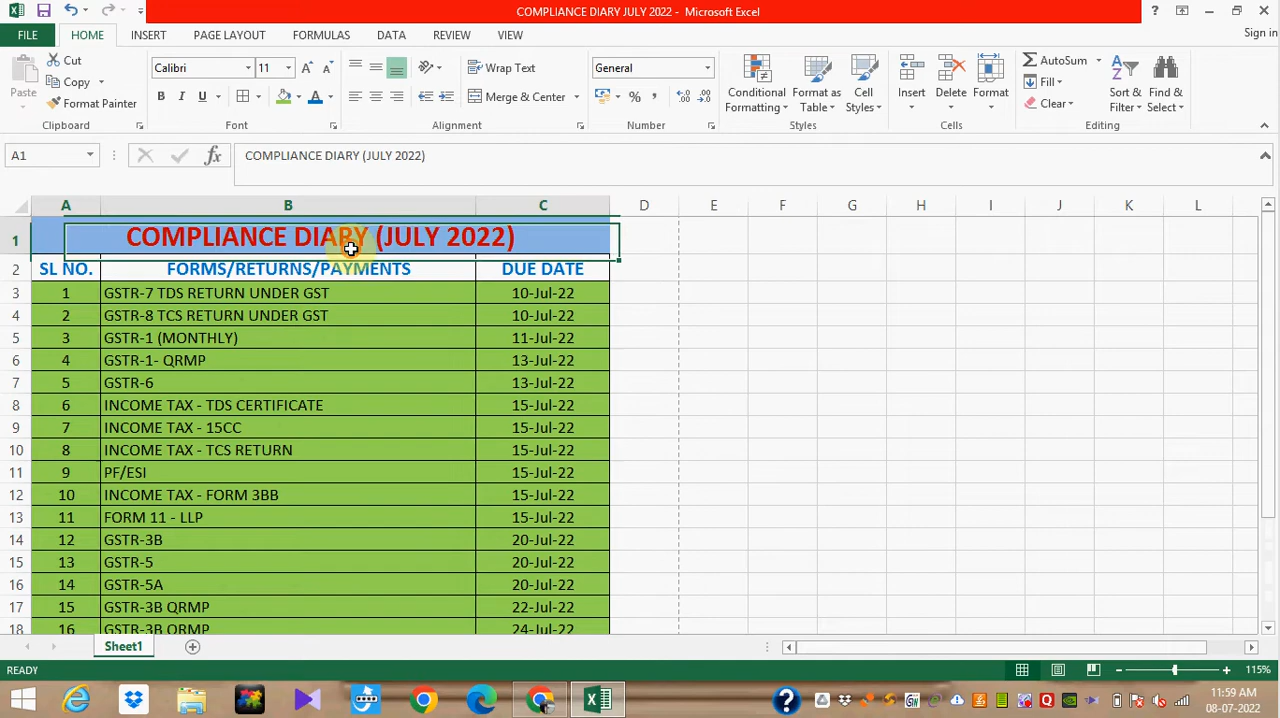 COMPLIANCE DIARY JULY 2022 - Microsoft Excel
Sign in
FILE HOME INSERT PAGE LAYOUT FORMULAS DATA REVIEW VIEW
Paste
Cut
Copy
Format Painter
Clipboard
Calibri 11
B I U
Font
Wrap Text
Merge & Center
Alignment
General
%
Number
Conditional Formatting
Format as Table
Cell Styles
Styles
Insert
Delete
Format
Cells
AutoSum
Fill
Clear
Sort & Filter
Find & Select
Editing
A1 fx COMPLIANCE DIARY (JULY 2022)
A B C D E F G H I J K L
1 COMPLIANCE DIARY (JULY 2022)
2 SL NO. FORMS/RETURNS/PAYMENTS DUE DATE
3 1 GSTR-7 TDS RETURN UNDER GST 10-Jul-22
4 2 GSTR-8 TCS RETURN UNDER GST 10-Jul-22
5 3 GSTR-1 (MONTHLY) 11-Jul-22
6 4 GSTR-1- QRMP 13-Jul-22
7 5 GSTR-6 13-Jul-22
8 6 INCOME TAX - TDS CERTIFICATE 15-Jul-22
9 7 INCOME TAX - 15CC 15-Jul-22
10 8 INCOME TAX - TCS RETURN 15-Jul-22
11 9 PF/ESI 15-Jul-22
12 10 INCOME TAX - FORM 3BB 15-Jul-22
13 11 FORM 11 - LLP 15-Jul-22
14 12 GSTR-3B 20-Jul-22
15 13 GSTR-5 20-Jul-22
16 14 GSTR-5A 20-Jul-22
17 15 GSTR-3B QRMP 22-Jul-22
18 16 GSTR-3B QRMP 24-Jul-22
Sheet1
READY 115%
11:59 AM
08-07-2022